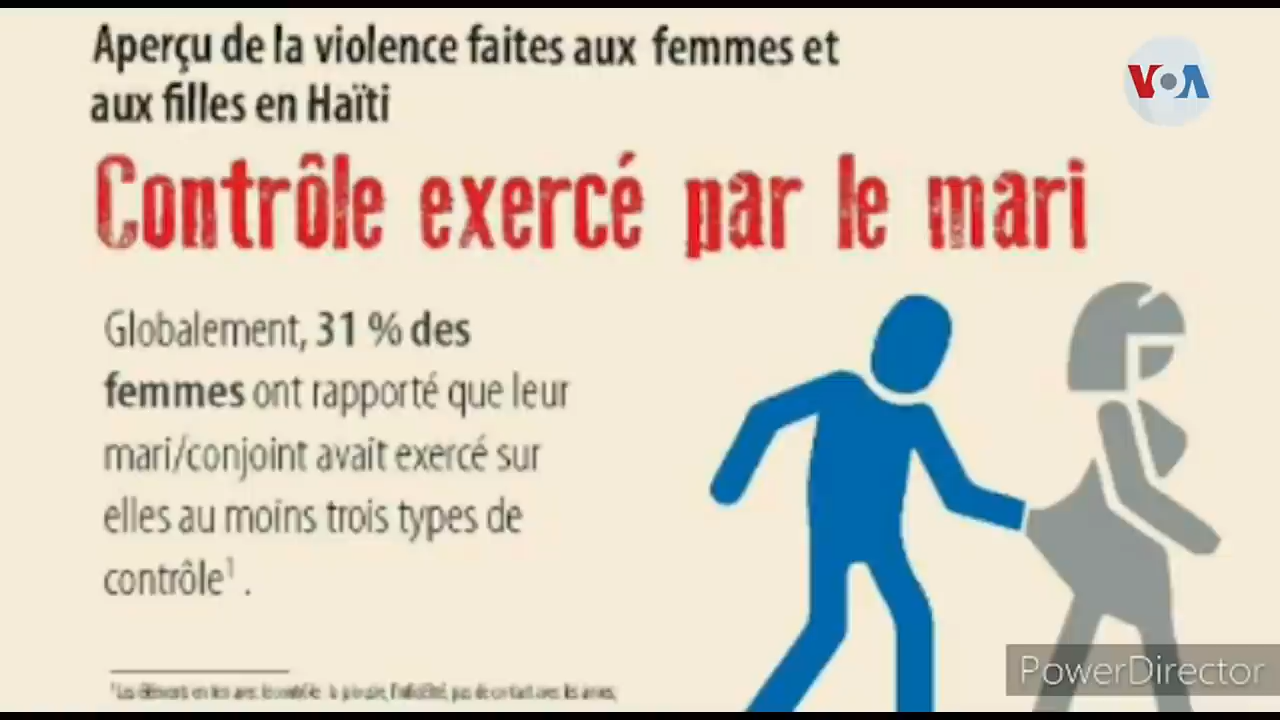 Aperçu de la violence faites aux femmes et
VOA
aux filles en Haïti
Contrôle exercé par le mari
Globalement, 31 % des
femmes ont rapporté que leur
mari/conjoint avait exercé sur
elles au moins trois types de
contrôle¹ .
PowerDirector